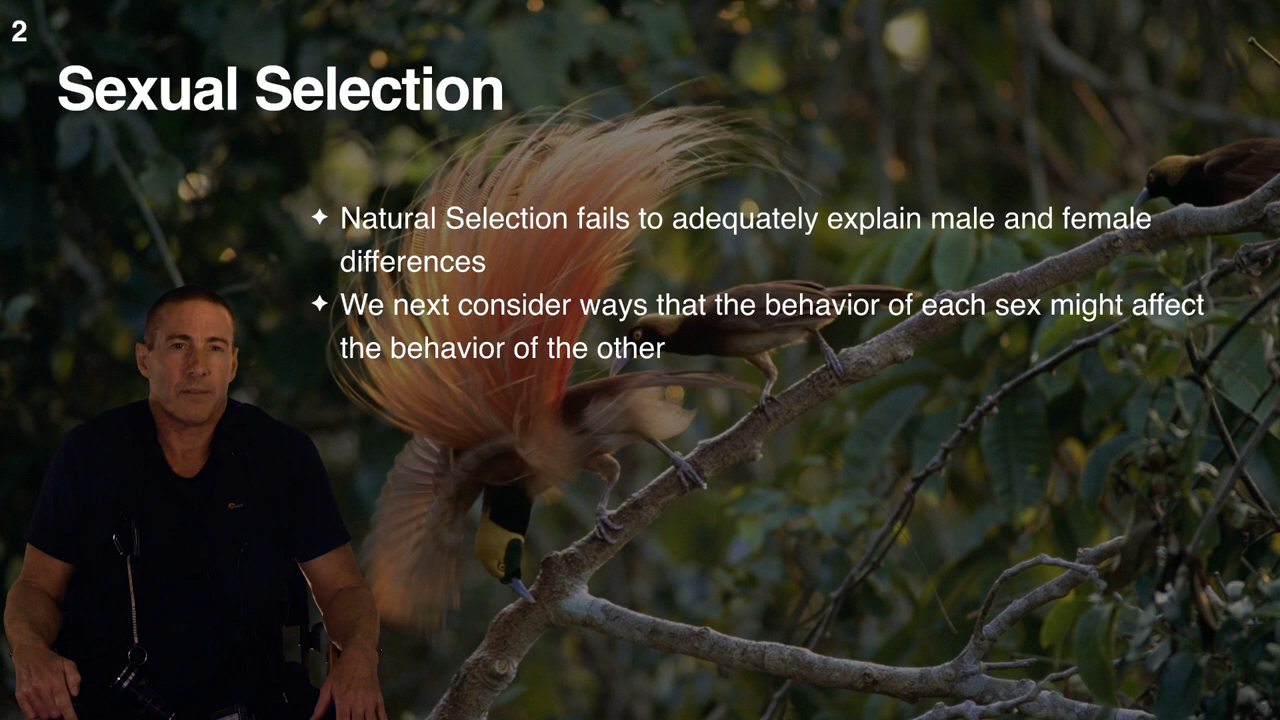 2
Sexual Selection
✦ Natural Selection fails to adequately explain male and female
differences
✦ We next consider ways that the behavior of each sex might affect
the behavior of the other